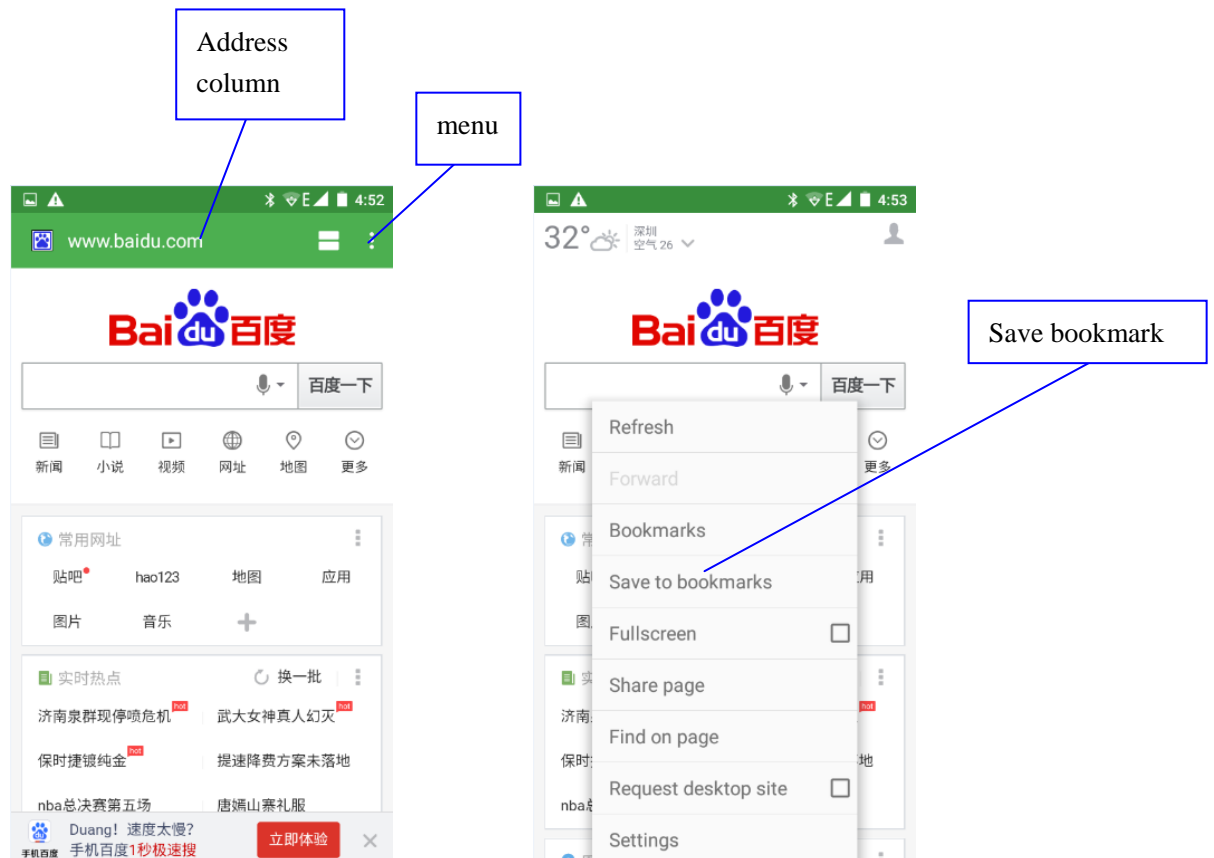 Address
column
menu
E 4:52
www.baidu.com
Bai du 百度
百度一下
新闻 小说 视频 网址 地图 更多
常用网址
贴吧 hao123 地图 应用
图片 音乐
实时热点 换一批
济南泉群现停喷危机 hot 武大女神真人幻灭 hot
保时捷镀纯金 hot 提速降费方案未落地
nba总决赛第五场 唐嫣山寨礼服
Duang! 速度太慢?
手机百度 手机百度1秒极速搜
立即体验
E 4:53
32° 深圳
空气 26
Bai du 百度
百度一下
新闻 更多
Refresh
Forward
Bookmarks
Save to bookmarks
Fullscreen
Share page
Find on page
Request desktop site
Settings
常
贴 用
图
实
济南 hot
保时 地
nba
Save bookmark